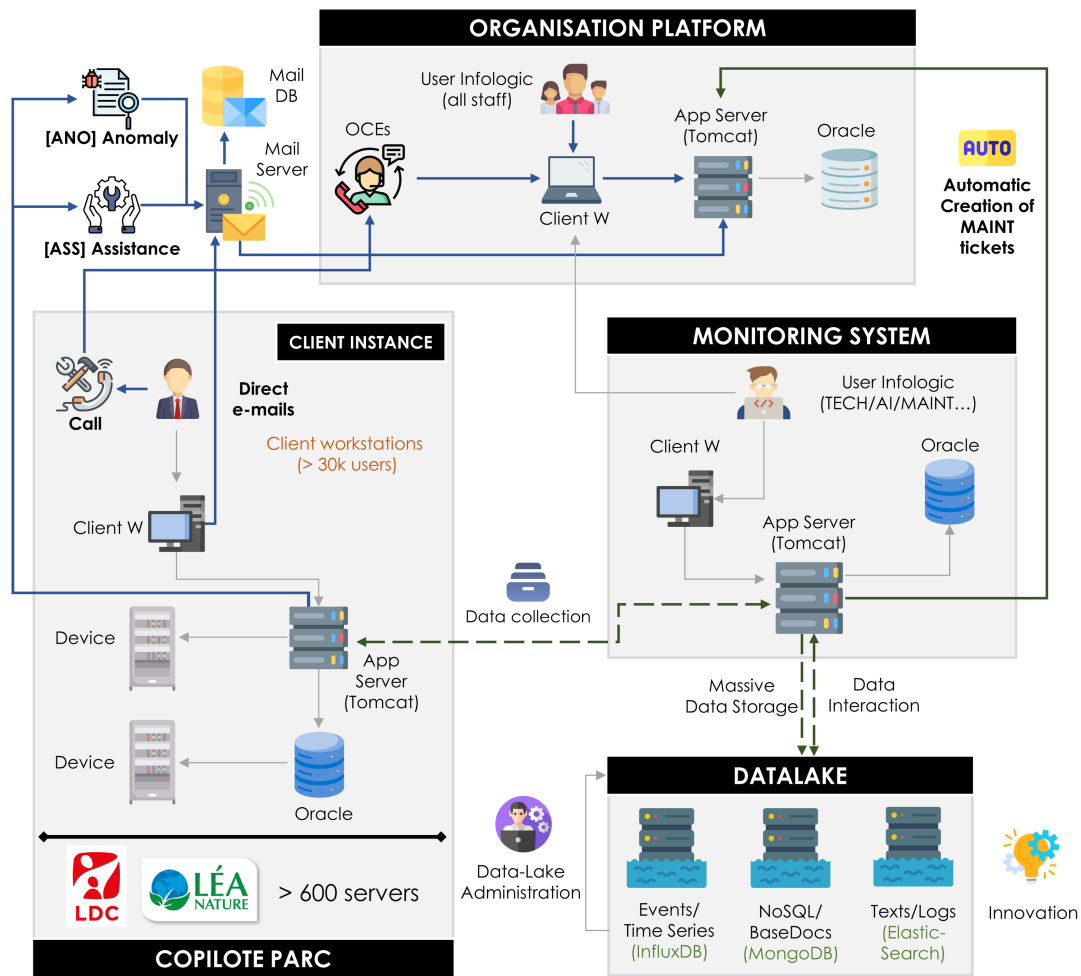 ORGANISATION PLATFORM
Mail
DB
[ANO] Anomaly
Mail
Server
[ASS] Assistance
User Infologic
(all staff)
OCEs
Client W
App Server
(Tomcat)
Oracle
AUTO
Automatic
Creation of
MAINT
tickets
CLIENT INSTANCE
Call
Direct
e-mails
Client workstations
(> 30k users)
Client W
Device
App
Server
(Tomcat)
Device
Oracle
LDC
LÉA
NATURE
> 600 servers
COPILOTE PARC
Data collection
MONITORING SYSTEM
User Infologic
(TECH/AI/MAINT...)
Client W
Oracle
App Server
(Tomcat)
Massive
Data Storage
Data
Interaction
DATALAKE
Data-Lake
Administration
Events/
Time Series
(InfluxDB)
NoSQL/
BaseDocs
(MongoDB)
Texts/Logs
(Elastic-
Search)
Innovation